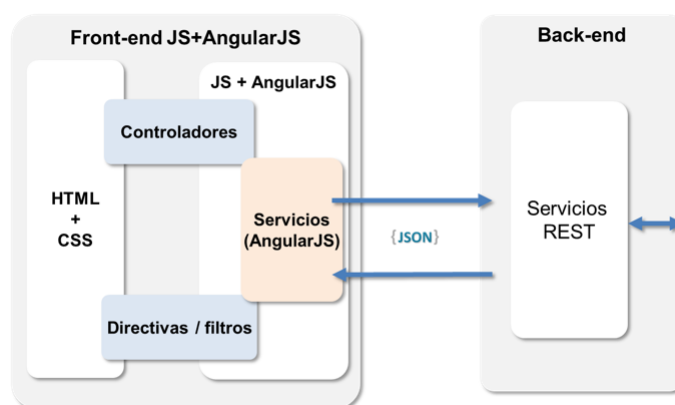 Front-end JS+AngularJS
HTML
+
CSS
JS + AngularJS
Controladores
Servicios
(AngularJS)
Directivas / filtros
{JSON}
Back-end
Servicios
REST